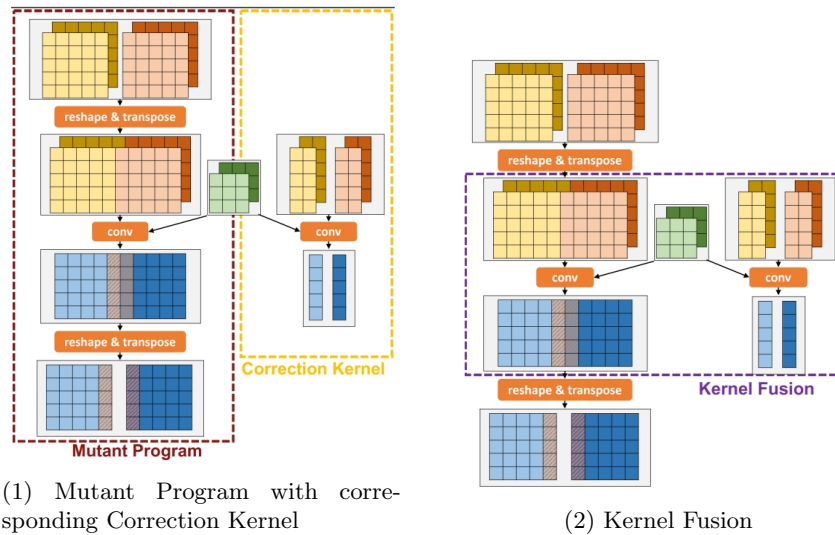 reshape & transpose
conv
conv
reshape & transpose
Correction Kernel
Mutant Program
(1) Mutant Program with corre-
sponding Correction Kernel
reshape & transpose
conv
conv
reshape & transpose
Kernel Fusion
(2) Kernel Fusion